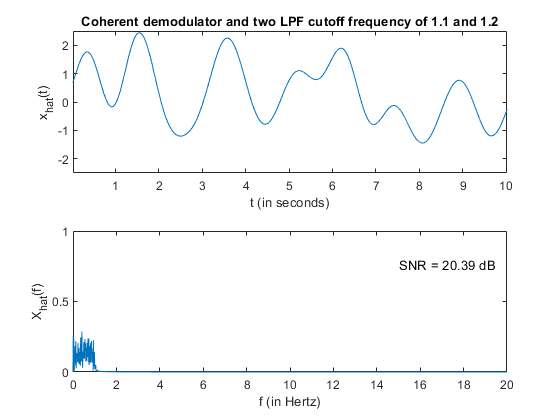 Coherent demodulator and two LPF cutoff frequency of 1.1 and 1.2
2
1
0
-1
-2
x_hat(t)
1 2 3 4 5 6 7 8 9 10
t (in seconds)
1
0.5
0
X_hat(f)
SNR = 20.39 dB
0 2 4 6 8 10 12 14 16 18 20
f (in Hertz)